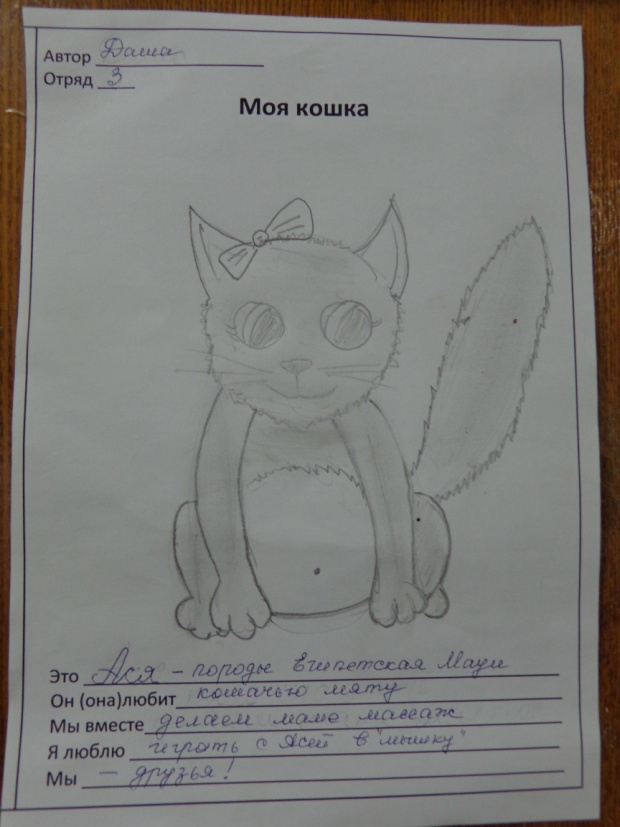 Автор Даша
Отряд 3
Моя кошка
Это Ася - породы Египетская Мауи
Он (она)любит кошачью мяту
Мы вместе делаем маме массаж
Я люблю играть с Асей в "мышку"
Мы - друзья!